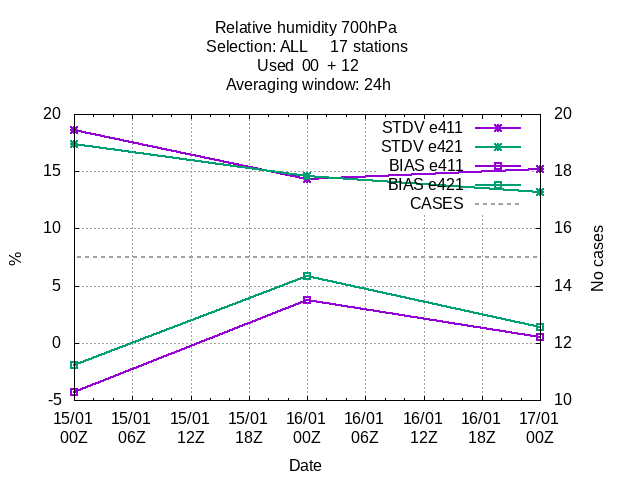 Relative humidity 700hPa
Selection: ALL 17 stations
Used 00 + 12
Averaging window: 24h
20 20
STDV e411
STDV e421
15 18
BIAS e411
BIAS e421
CASES
10 16
%
No cases
5 14
0 12
-5 10
15/01 15/01 15/01 15/01 16/01 16/01 16/01 16/01 17/01
00Z 06Z 12Z 18Z 00Z 06Z 12Z 18Z 00Z
Date